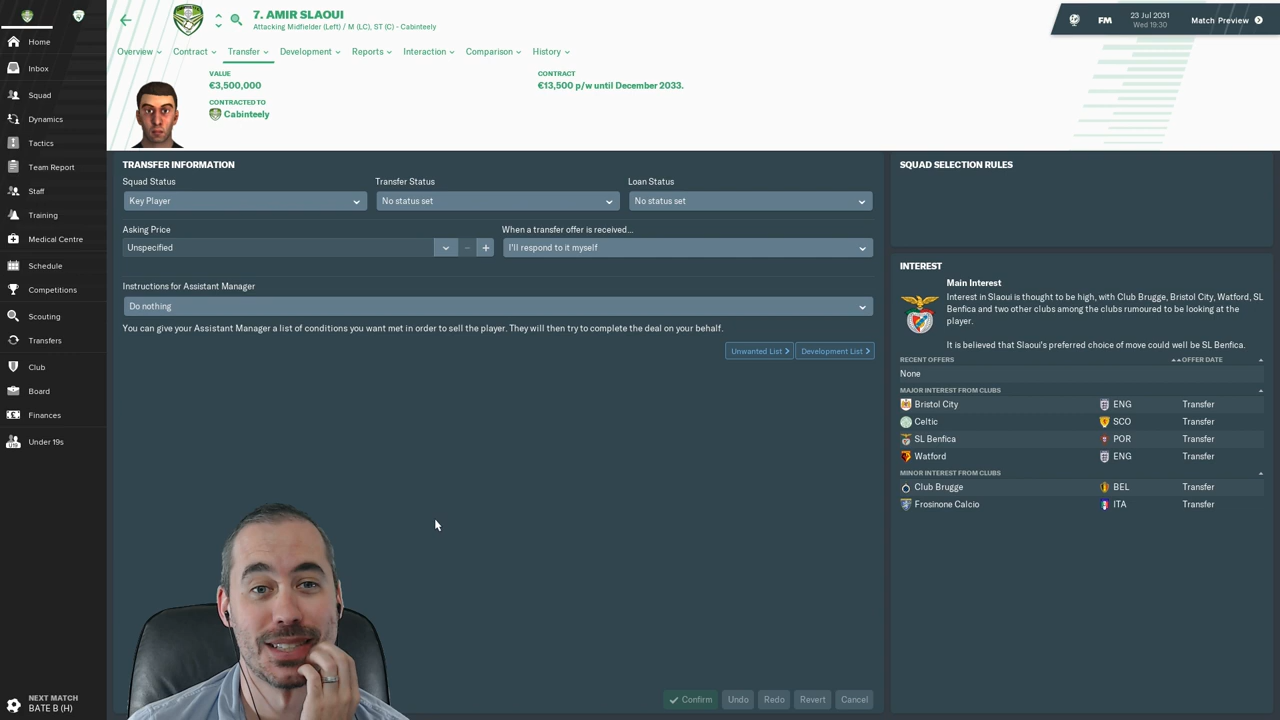 7. AMIR SLAOUI
Attacking Midfielder (Left) / M (LC), ST (C) - Cabinteely
23 Jul 2031
Wed 19:30
FM
Match Preview
Overview
Contract
Transfer
Development
Reports
Interaction
Comparison
History
Home
Inbox
Squad
Dynamics
Tactics
Team Report
Staff
Training
Medical Centre
Schedule
Competitions
Scouting
Transfers
Club
Board
Finances
Under 19s
NEXT MATCH
BATE B (H)
VALUE
€3,500,000
CONTRACTED TO
Cabinteely
CONTRACT
€13,500 p/w until December 2033.
TRANSFER INFORMATION
Squad Status
Transfer Status
Loan Status
Key Player
No status set
No status set
Asking Price
When a transfer offer is received...
Unspecified
I'll respond to it myself
Instructions for Assistant Manager
Do nothing
You can give your Assistant Manager a list of conditions you want met in order to sell the player. They will then try to complete the deal on your behalf.
Unwanted List
Development List
Confirm
Undo
Redo
Revert
Cancel
SQUAD SELECTION RULES
INTEREST
Main Interest
Interest in Slaoui is thought to be high, with Club Brugge, Bristol City, Watford, SL
Benfica and two other clubs among the clubs rumoured to be looking at the
player.
It is believed that Slaoui's preferred choice of move could well be SL Benfica.
RECENT OFFERS
OFFER DATE
None
MAJOR INTEREST FROM CLUBS
Bristol City ENG Transfer
Celtic SCO Transfer
SL Benfica POR Transfer
Watford ENG Transfer
MINOR INTEREST FROM CLUBS
Club Brugge BEL Transfer
Frosinone Calcio ITA Transfer